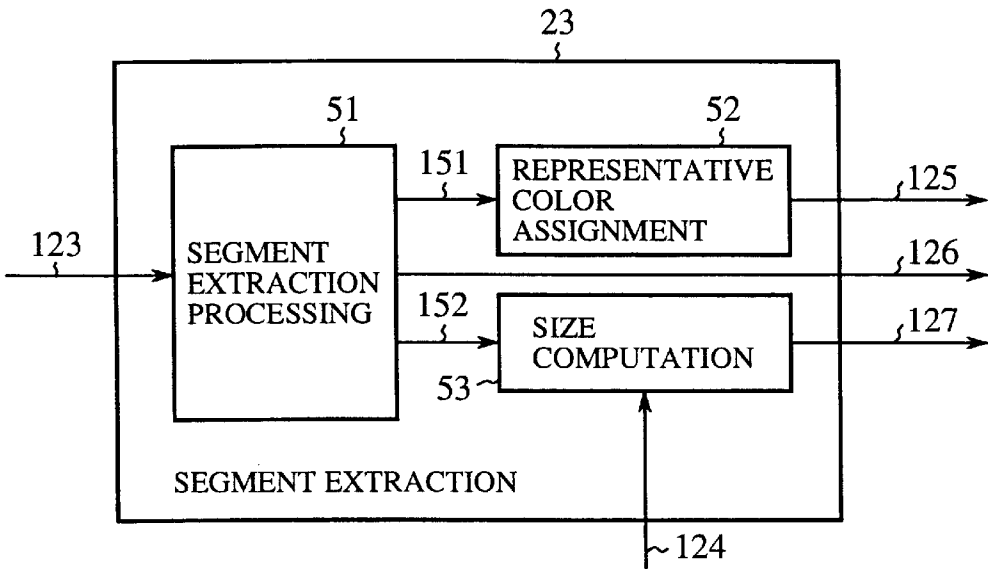 23
51
52
151
REPRESENTATIVE
COLOR
ASSIGNMENT
125
123
SEGMENT
EXTRACTION
PROCESSING
126
152
SIZE
COMPUTATION
127
53
SEGMENT EXTRACTION
124